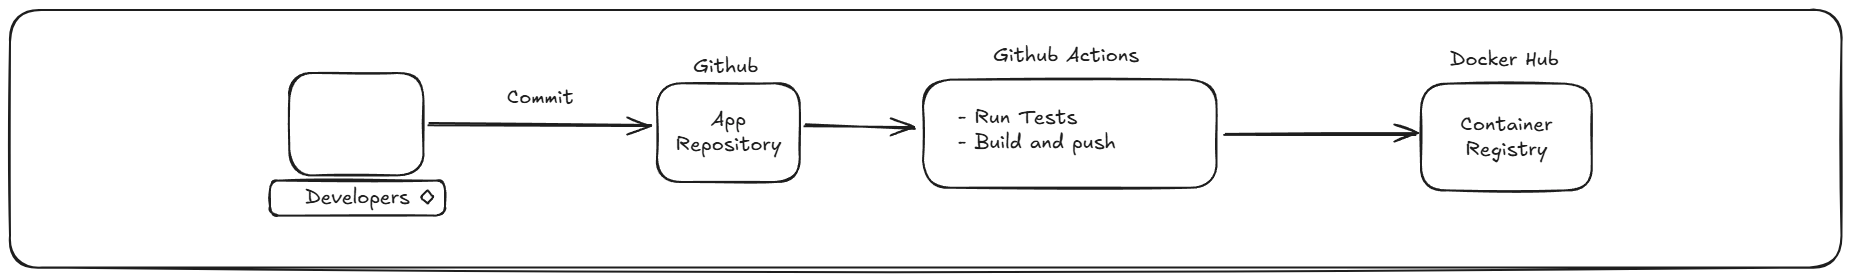 Developers
Commit
Github
App
Repository
Github Actions
- Run Tests
- Build and push
Docker Hub
Container
Registry